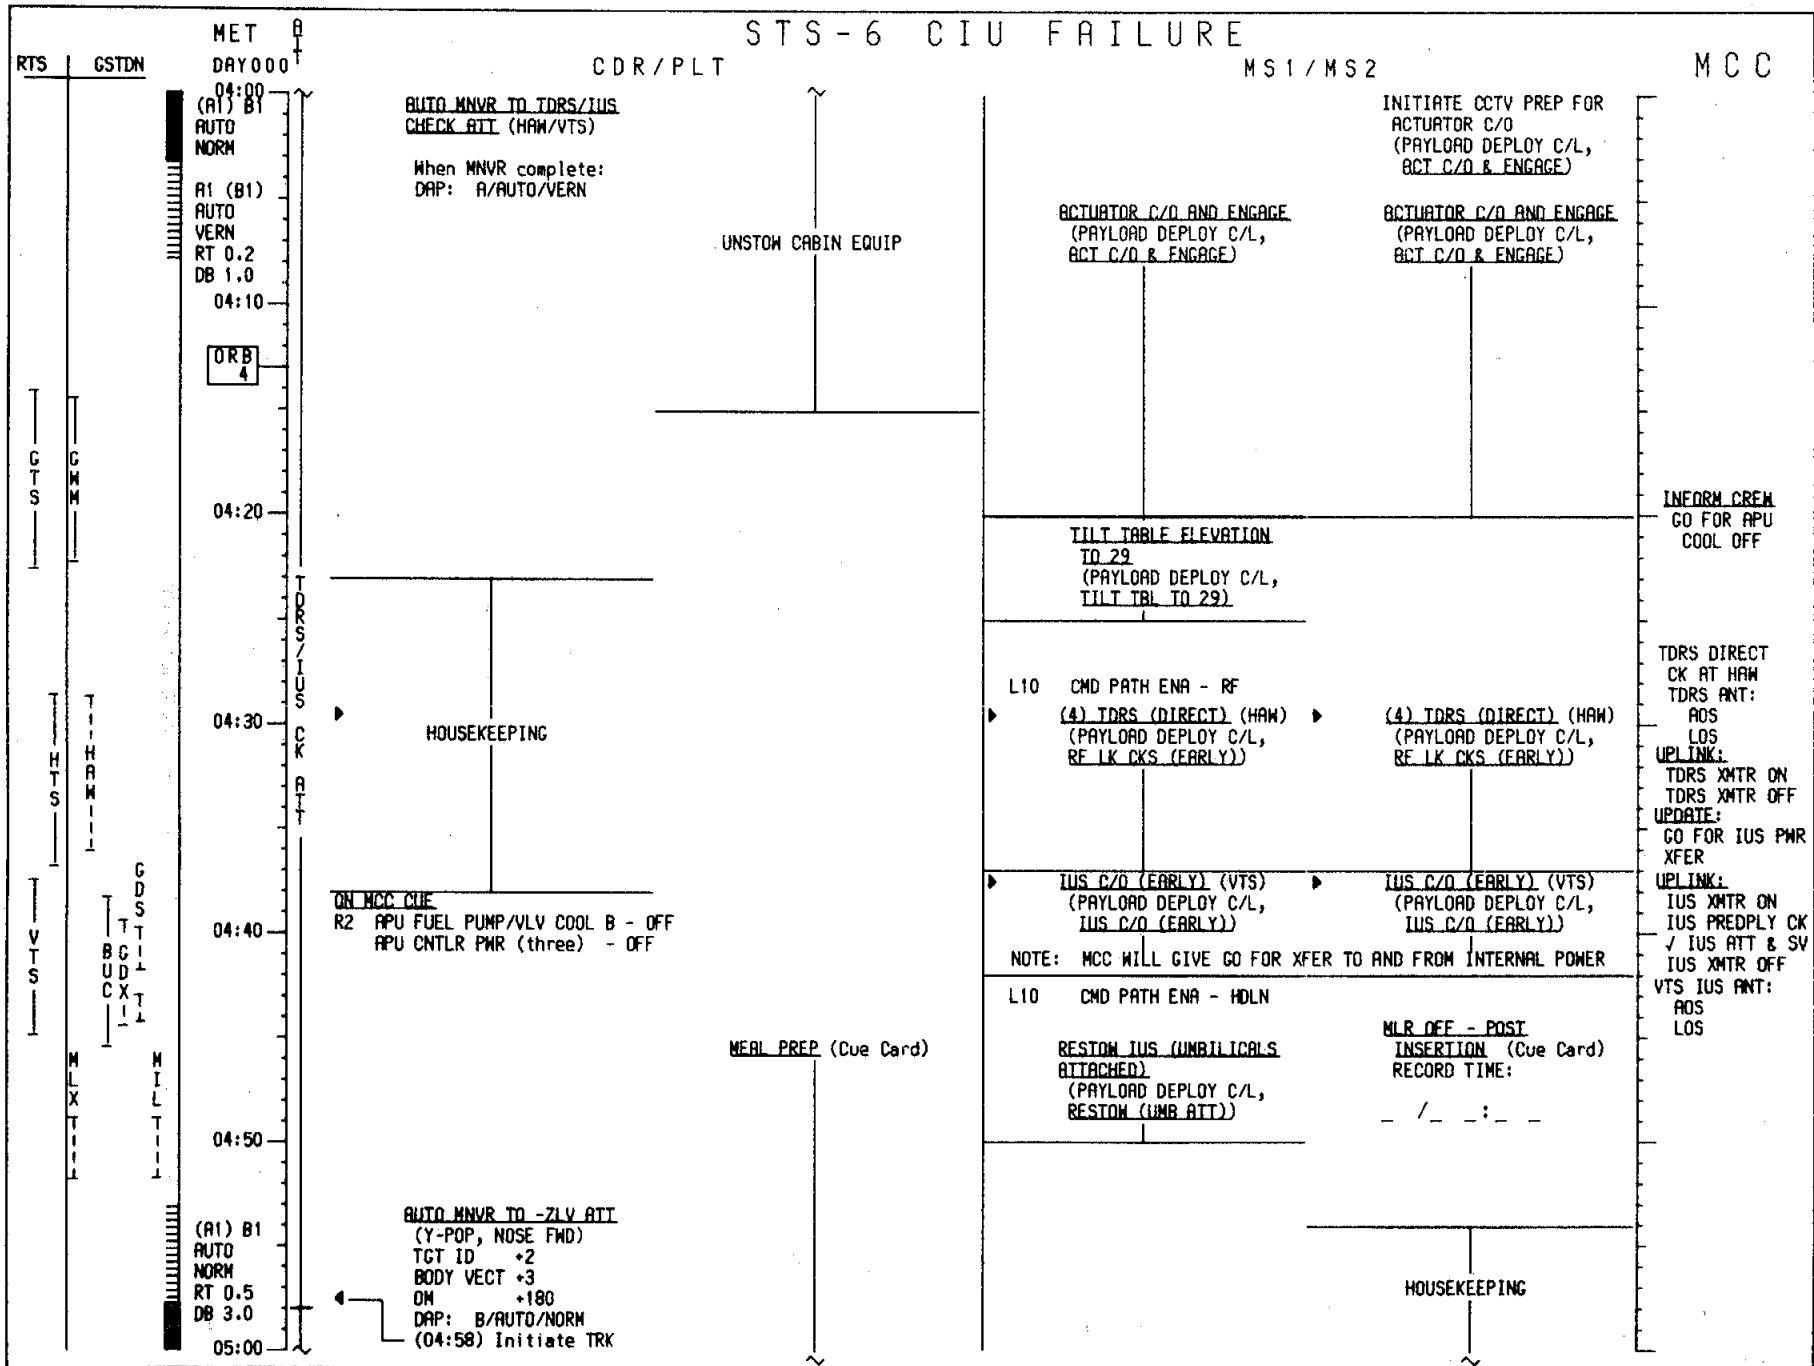 STS-6 CIU FAILURE
RTS GSTDN
MET
DAY000
ATT
CDR/PLT
MS1/MS2
MCC
04:00
(A1) B1
AUTO
NORM
A1 (B1)
AUTO
VERN
RT 0.2
DB 1.0
04:10
ORB
4
04:20
04:30
04:40
04:50
(A1) B1
AUTO
NORM
RT 0.5
DB 3.0
05:00
GTS
GWM
HTS
HAW
VTS
BUC
GDX
GDS
MLX
MIL
TDRS/IUS CK ATT
AUTO MNVR TO TDRS/IUS
CHECK ATT (HAW/VTS)
When MNVR complete:
DAP: A/AUTO/VERN
HOUSEKEEPING
ON MCC CUE
R2 APU FUEL PUMP/VLV COOL B - OFF
APU CNTLR PWR (three) - OFF
AUTO MNVR TO -ZLV ATT
(Y-POP, NOSE FWD)
TGT ID +2
BODY VECT +3
OM +180
DAP: B/AUTO/NORM
(04:58) Initiate TRK
UNSTOW CABIN EQUIP
MEAL PREP (Cue Card)
ACTUATOR C/O AND ENGAGE
(PAYLOAD DEPLOY C/L,
ACT C/O & ENGAGE)
TILT TABLE ELEVATION
TO 29
(PAYLOAD DEPLOY C/L,
TILT TBL TO 29)
L10 CMD PATH ENA - RF
(4) TDRS (DIRECT) (HAW)
(PAYLOAD DEPLOY C/L,
RF LK CKS (EARLY))
IUS C/O (EARLY) (VTS)
(PAYLOAD DEPLOY C/L,
IUS C/O (EARLY))
NOTE: MCC WILL GIVE GO FOR XFER TO AND FROM INTERNAL POWER
L10 CMD PATH ENA - HDLN
RESTOW IUS (UMBILICALS
ATTACHED)
(PAYLOAD DEPLOY C/L,
RESTOW (UMB ATT))
INITIATE CCTV PREP FOR
ACTUATOR C/O
(PAYLOAD DEPLOY C/L,
ACT C/O & ENGAGE)
ACTUATOR C/O AND ENGAGE
(PAYLOAD DEPLOY C/L,
ACT C/O & ENGAGE)
(4) TDRS (DIRECT) (HAW)
(PAYLOAD DEPLOY C/L,
RF LK CKS (EARLY))
IUS C/O (EARLY) (VTS)
(PAYLOAD DEPLOY C/L,
IUS C/O (EARLY))
MLR OFF - POST
INSERTION (Cue Card)
RECORD TIME:
_ /_ _:_ _
HOUSEKEEPING
INFORM CREW
GO FOR APU
COOL OFF
TDRS DIRECT
CK AT HAW
TDRS ANT:
AOS
LOS
UPLINK:
TDRS XMTR ON
TDRS XMTR OFF
UPDATE:
GO FOR IUS PWR
XFER
UPLINK:
IUS XMTR ON
IUS PREDPLY CK
√ IUS ATT & SV
IUS XMTR OFF
VTS IUS ANT:
AOS
LOS